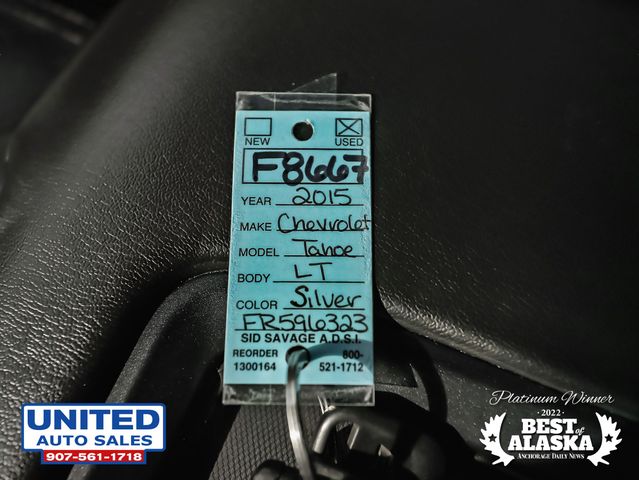 NEW USED
F8667
YEAR 2015
MAKE Chevrolet
MODEL Tahoe
BODY LT
COLOR Silver
FR596323
SID SAVAGE A.D.S.I.
REORDER 800-
1300164 521-1712
UNITED
AUTO SALES
907-561-1718
Platinum Winner
2022
BEST of
ALASKA
ANCHORAGE DAILY NEWS